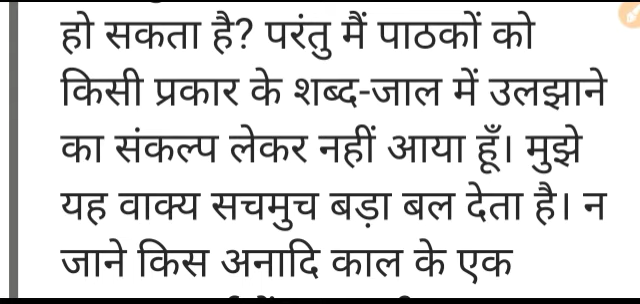 हो सकता है? परंतु मैं पाठकों को
किसी प्रकार के शब्द-जाल में उलझाने
का संकल्प लेकर नहीं आया हूँ। मुझे
यह वाक्य सचमुच बड़ा बल देता है। न
जाने किस अनादि काल के एक